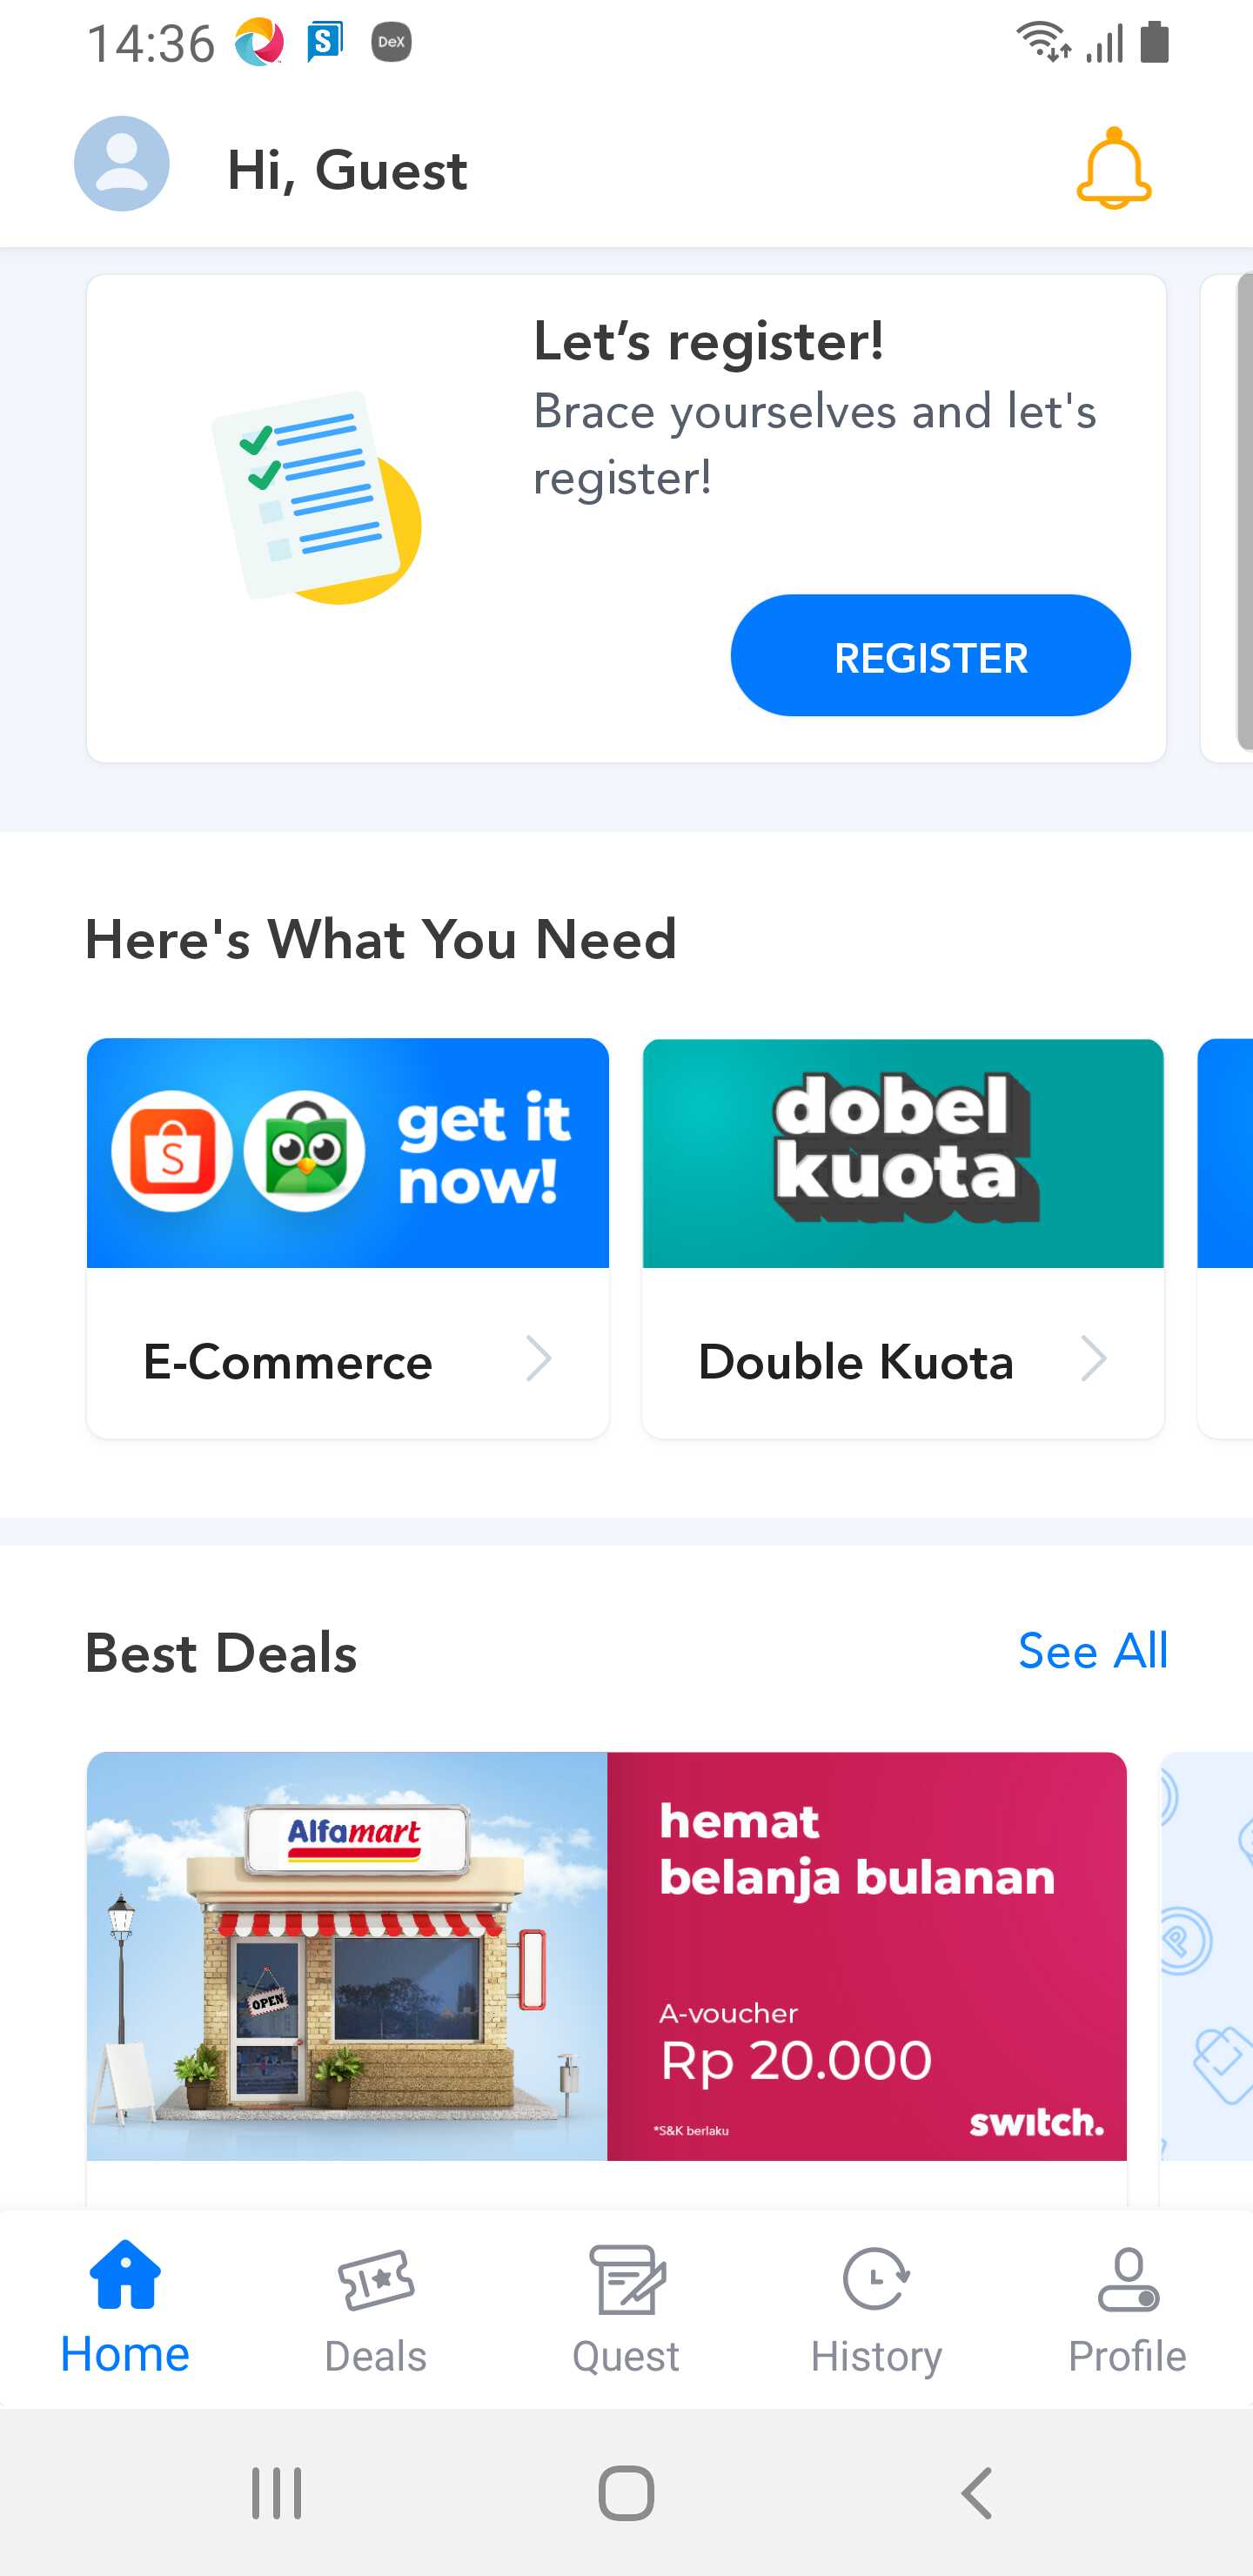 14:36
S
DeX
Hi, Guest
Let's register!
Brace yourselves and let's
register!
REGISTER
Here's What You Need
S
get it
now!
dobel
kuota
E-Commerce
Double Kuota
Best Deals
See All
Alfamart
OPEN
hemat
belanja bulanan
A-voucher
Rp 20.000
*S&K berlaku
switch.
P
Home
Deals
Quest
History
Profile